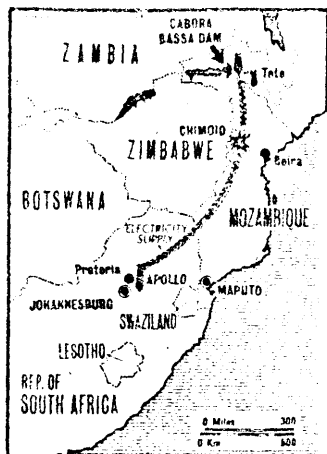 CABORA
BASSA DAM
ZAMBIA
Tete
CHIMOIO
ZIMBABWE
Beira
BOTSWANA
MOZAMBIQUE
ELECTRICITY
SUPPLY
Pretoria
APOLLO
JOHANNESBURG
MAPUTO
SWAZILAND
LESOTHO
REP. OF
SOUTH AFRICA
0 Miles 300
0 Km 500